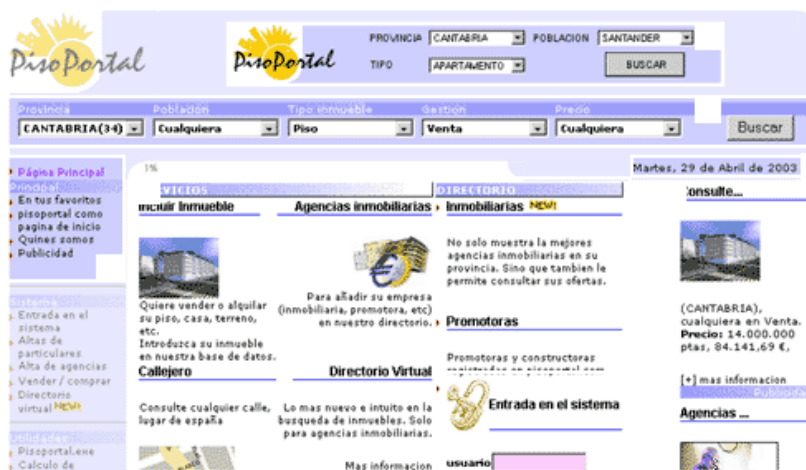 PisoPortal
PisoPortal
PROVINCIA CANTABRIA POBLACION SANTANDER
TIPO APARTAMENTO BUSCAR
Provincia Población Tipo inmueble Gestión Precio
CANTABRIA(34) Cualquiera Piso Venta Cualquiera Buscar
Página Principal
Principal
En tus favoritos
pisoportal como
pagina de inicio
Quines somos
Publicidad
Sistema
Entrada en el
sistema
Altas de
particulares
Alta de agencias
Vender / comprar
Directorio
virtual NEW!
Utilidades
Pisoportal.exe
Calculo de
1%
Martes, 29 de Abril de 2003
VICIOS
Incluir Inmueble
Quiere vender o alquilar
su piso, casa, terreno,
etc.
Introduzca su inmueble
en nuestra base de datos.
Callejero
Consulte cualquier calle,
lugar de españa
Agencias inmobiliarias
Para añadir su empresa
(inmobiliaria, promotora, etc)
en nuestro directorio.
Directorio Virtual
Lo mas nuevo e intuito en la
busqueda de inmuebles. Solo
para agencias inmobiliarias.
Mas informacion
DIRECTORIO
Inmobiliarias NEW!
No solo muestra la mejores
agencias inmobiliarias en su
provincia. Sino que tambien le
permite consultar sus ofertas.
Promotoras
Promotoras y constructoras
registrados en pisoportal.com
Entrada en el sistema
usuario
onsulte...
(CANTABRIA),
cualquiera en Venta.
Precio: 14.000.000
ptas, 84.141,69 €,
[+] mas informacion
Publicida
Agencias ...